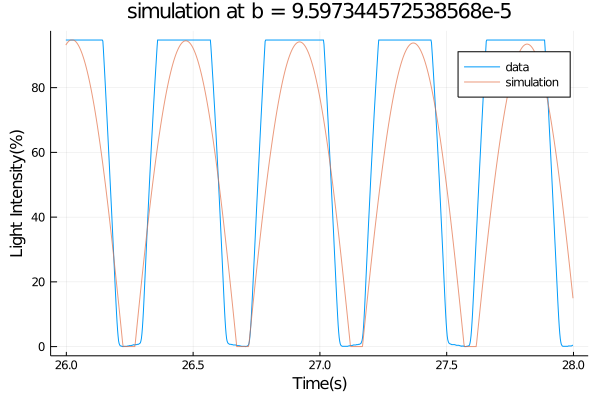 simulation at b = 9.597344572538568e-5
Light Intensity(%)
80
60
40
20
0
data
simulation
26.0
26.5
27.0
27.5
28.0
Time(s)